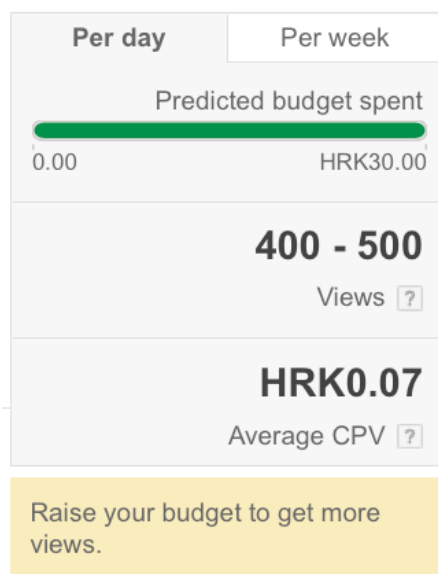 Per day Per week
Predicted budget spent
0.00 HRK30.00
400 - 500
Views ?
HRK0.07
Average CPV ?
Raise your budget to get more
views.